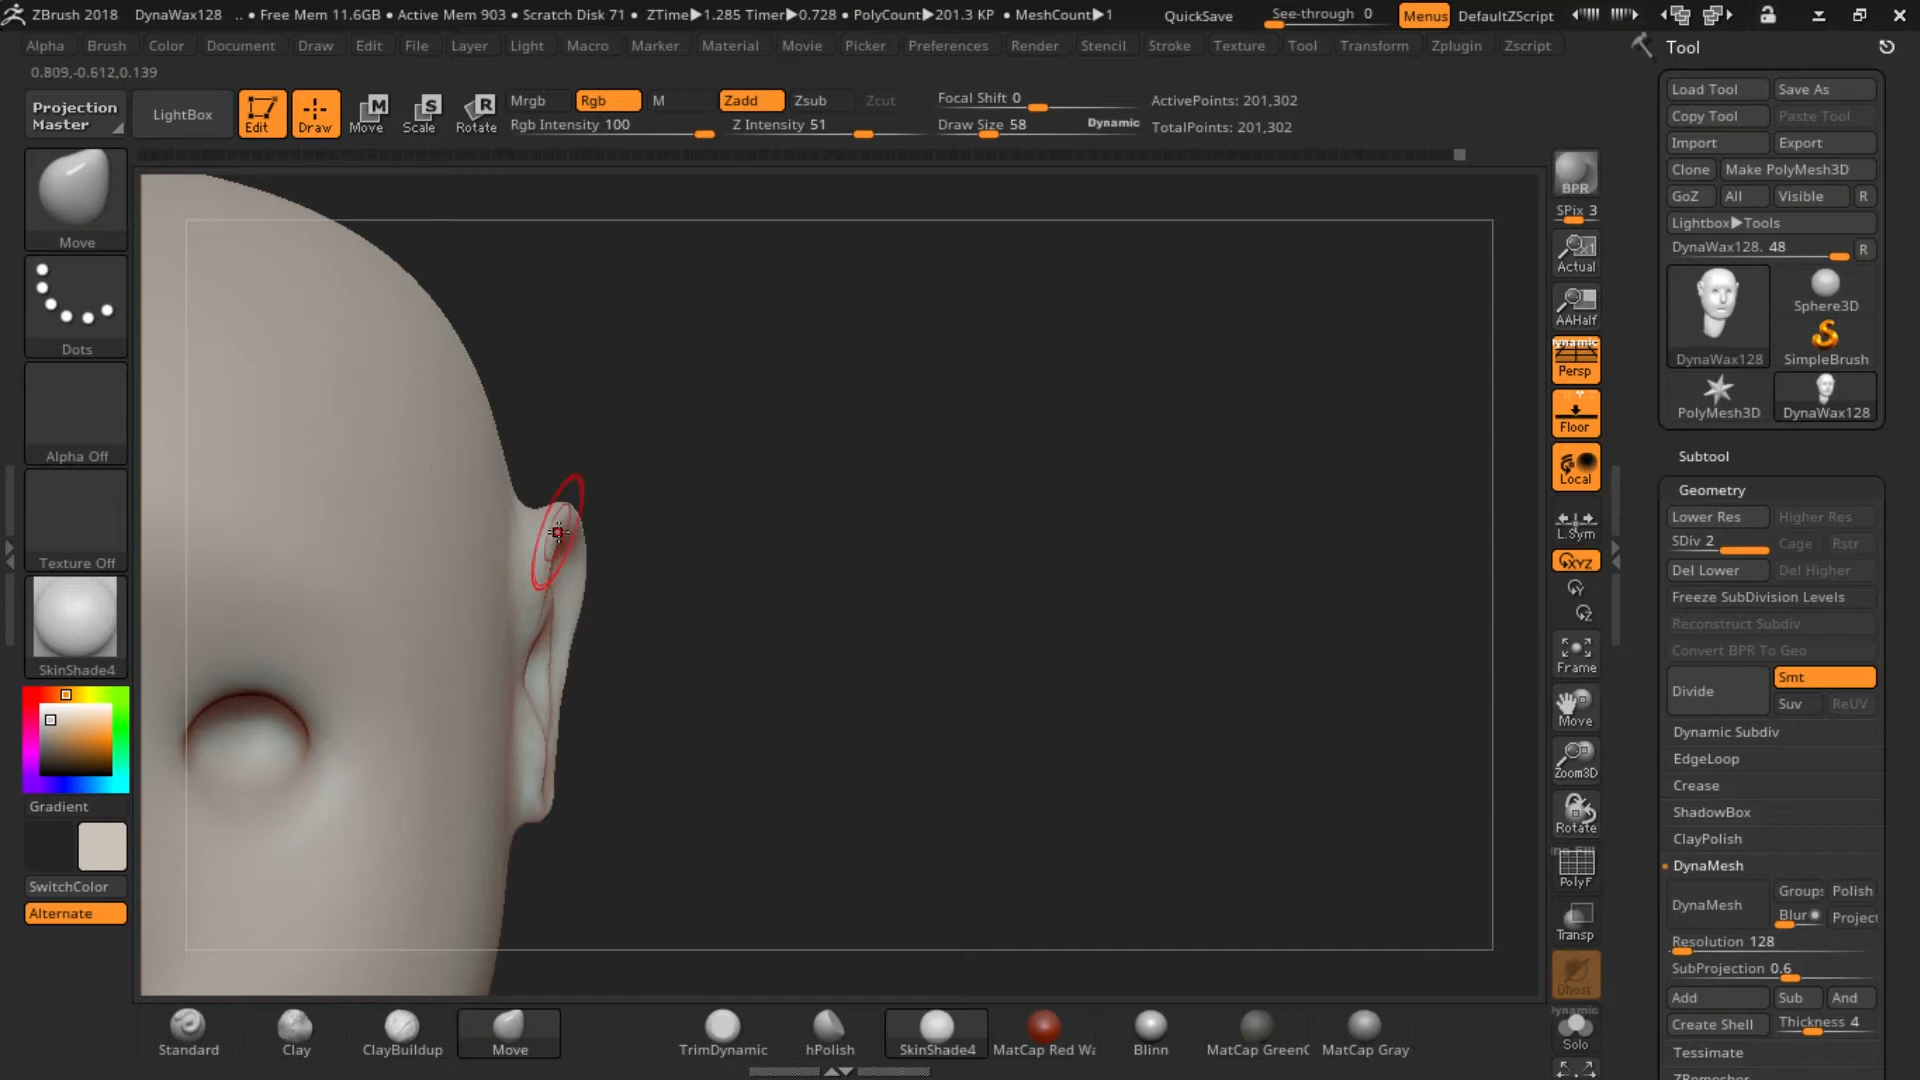 ZBrush 2018 DynaWax128 .. • Free Mem 11.6GB • Active Mem 903 • Scratch Disk 71 • ZTime▶1.285 Timer▶0.728 • PolyCount▶201.3 KP • MeshCount▶1 QuickSave See-through 0 Menus DefaultZScript
Alpha Brush Color Document Draw Edit File Layer Light Macro Marker Material Movie Picker Preferences Render Stencil Stroke Texture Tool Transform Zplugin Zscript
Tool
0.809,-0.612,0.139
Projection Master
LightBox
Edit
Draw
Move
Scale
Rotate
Mrgb Rgb M
Rgb Intensity 100
Zadd Zsub Zcut
Z Intensity 51
Focal Shift 0
Draw Size 58 Dynamic
ActivePoints: 201,302
TotalPoints: 201,302
Move
Dots
Alpha Off
Texture Off
SkinShade4
Gradient
SwitchColor
Alternate
BPR
SPix 3
Actual
AAHalf
Persp
Floor
Local
L.Sym
XYZ
Y
Z
Frame
Move
Zoom3D
Rotate
PolyF
Transp
Ghost
Dynamic
Solo
Load Tool Save As
Copy Tool Paste Tool
Import Export
Clone Make PolyMesh3D
GoZ All Visible R
Lightbox▶Tools
DynaWax128. 48 R
DynaWax128
Sphere3D
SimpleBrush
PolyMesh3D
DynaWax128
Subtool
Geometry
Lower Res Higher Res
SDiv 2 Cage Rstr
Del Lower Del Higher
Freeze SubDivision Levels
Reconstruct Subdiv
Convert BPR To Geo
Divide Smt
Suv ReUV
Dynamic Subdiv
EdgeLoop
Crease
ShadowBox
ClayPolish
DynaMesh
DynaMesh Groups Polish
Blur Project
Resolution 128
SubProjection 0.6
Add Sub And
Create Shell Thickness 4
Tessimate
Standard
Clay
ClayBuildup
Move
TrimDynamic
hPolish
SkinShade4
MatCap Red Wa
Blinn
MatCap GreenC
MatCap Gray